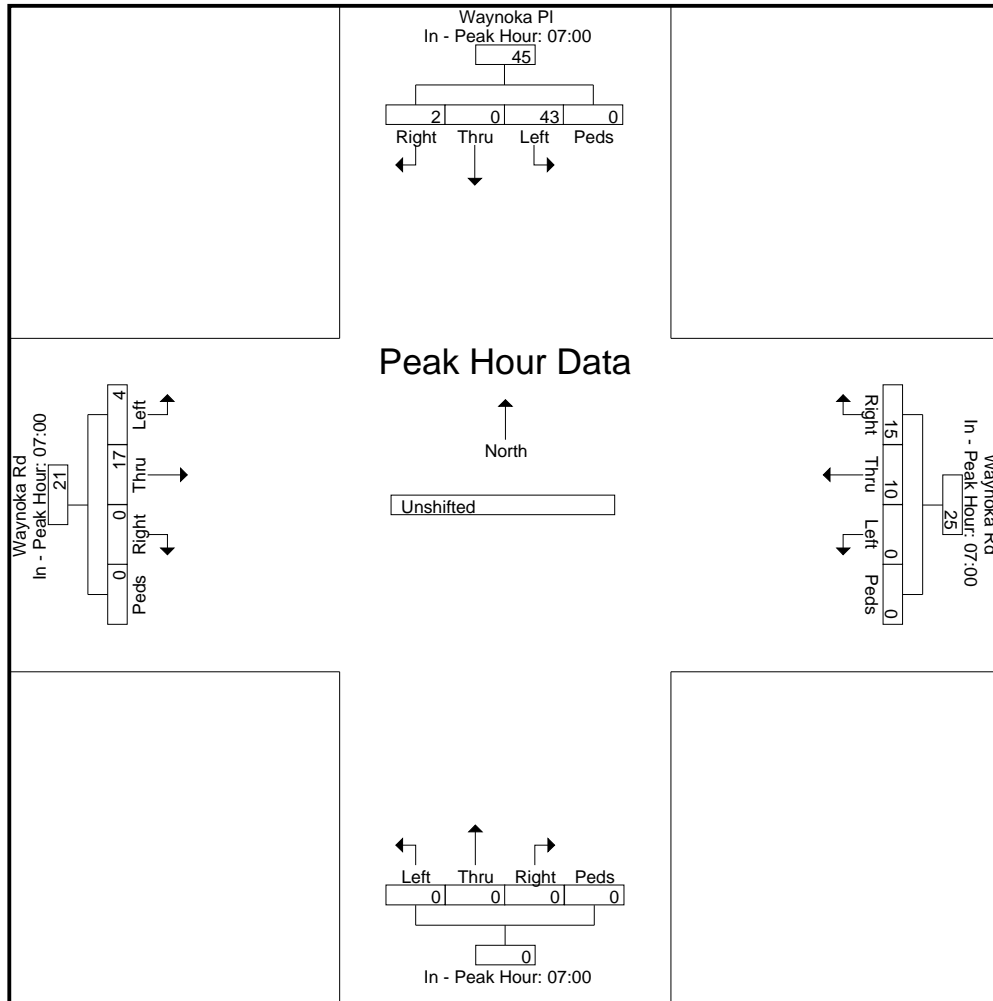 Waynoka Pl
In - Peak Hour: 07:00
45
2 0 43 0
Right Thru Left Peds
Peak Hour Data
North
Unshifted
Waynoka Rd
In - Peak Hour: 07:00
21
4 17 0 0
Left Thru Right Peds
Waynoka Rd
In - Peak Hour: 07:00
25
15 10 0 0
Right Thru Left Peds
Left Thru Right Peds
0 0 0 0
0
In - Peak Hour: 07:00